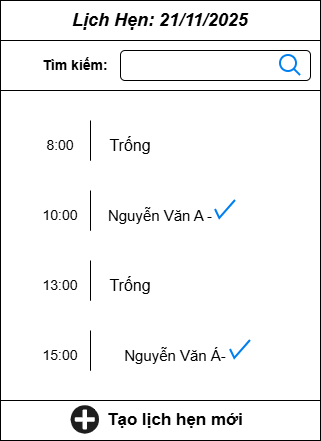 Lịch Hẹn: 21/11/2025
Tìm kiếm:
8:00 Trống
10:00 Nguyễn Văn A -
13:00 Trống
15:00 Nguyễn Văn Á-
Tạo lịch hẹn mới